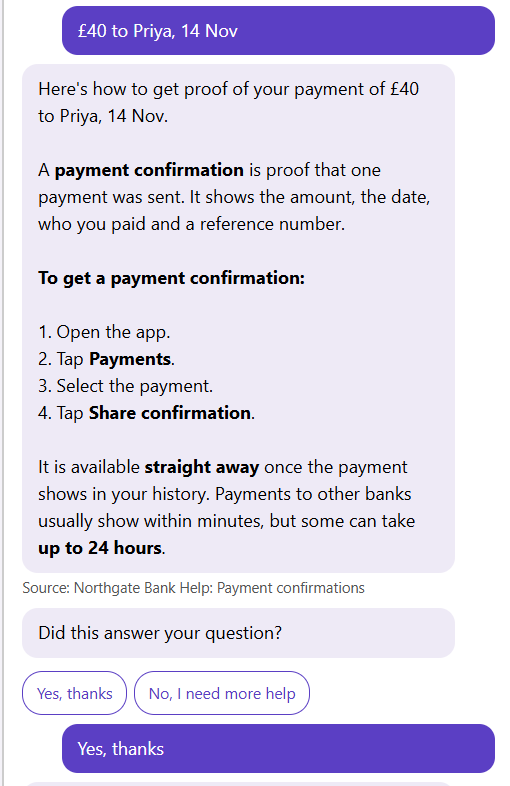 £40 to Priya, 14 Nov
Here's how to get proof of your payment of £40
to Priya, 14 Nov.
A payment confirmation is proof that one
payment was sent. It shows the amount, the date,
who you paid and a reference number.
To get a payment confirmation:
1. Open the app.
2. Tap Payments.
3. Select the payment.
4. Tap Share confirmation.
It is available straight away once the payment
shows in your history. Payments to other banks
usually show within minutes, but some can take
up to 24 hours.
Source: Northgate Bank Help: Payment confirmations
Did this answer your question?
Yes, thanks
No, I need more help
Yes, thanks